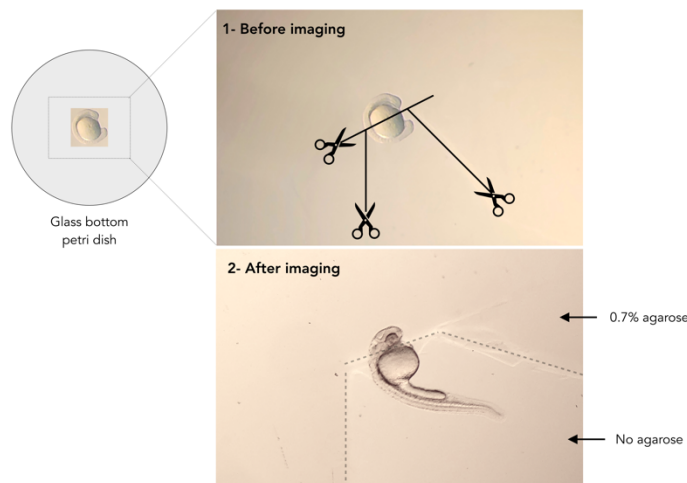 1- Before imaging
Glass bottom
petri dish
2- After imaging
0.7% agarose
No agarose